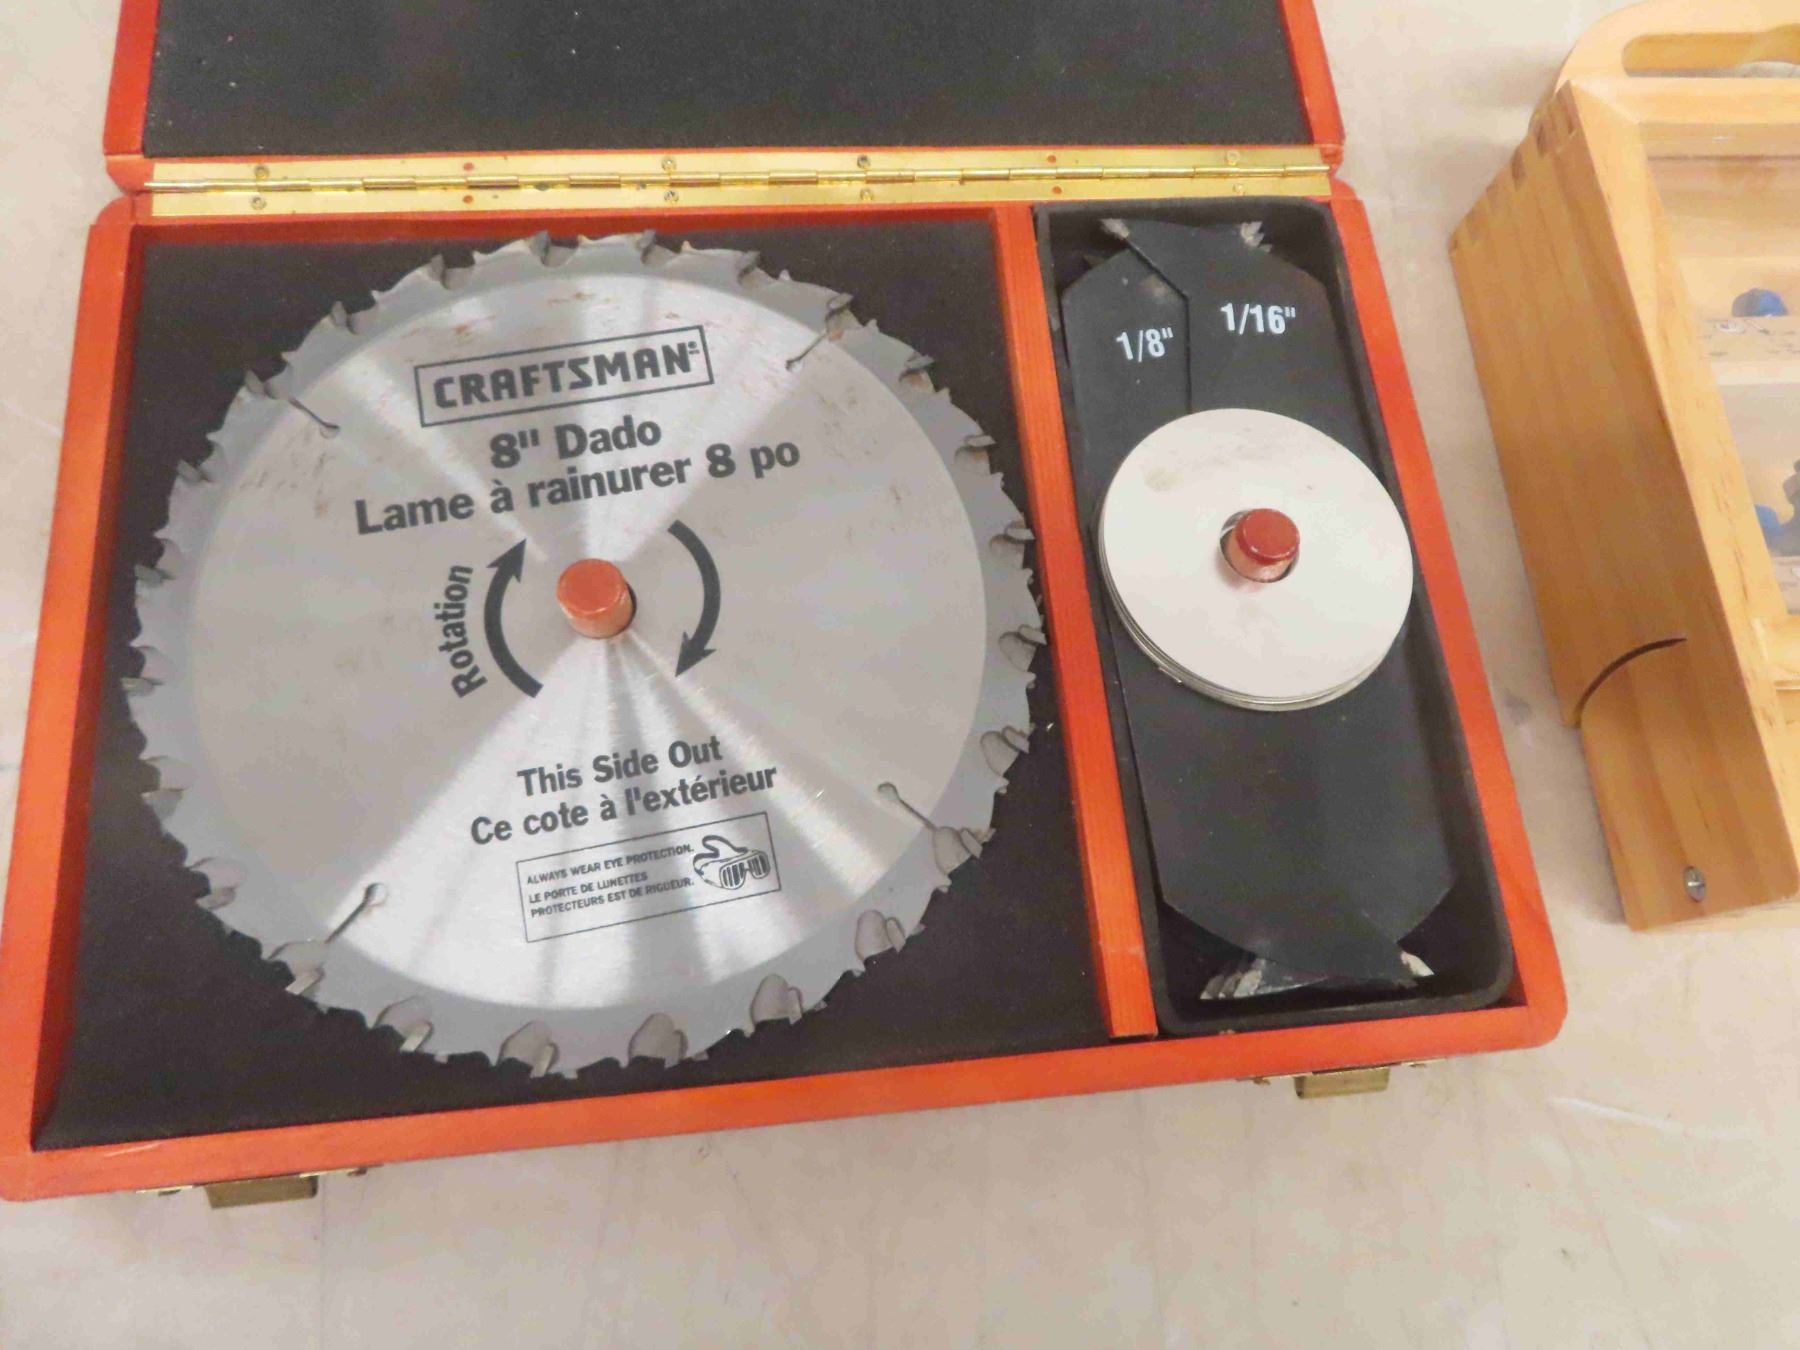 CRAFTSMAN®
8" Dado
Lame à rainurer 8 po
Rotation
This Side Out
Ce cote à l'extérieur
ALWAYS WEAR EYE PROTECTION.
LE PORTE DE LUNETTES
PROTECTEURS EST DE RIGUEUR.
1/8"
1/16"